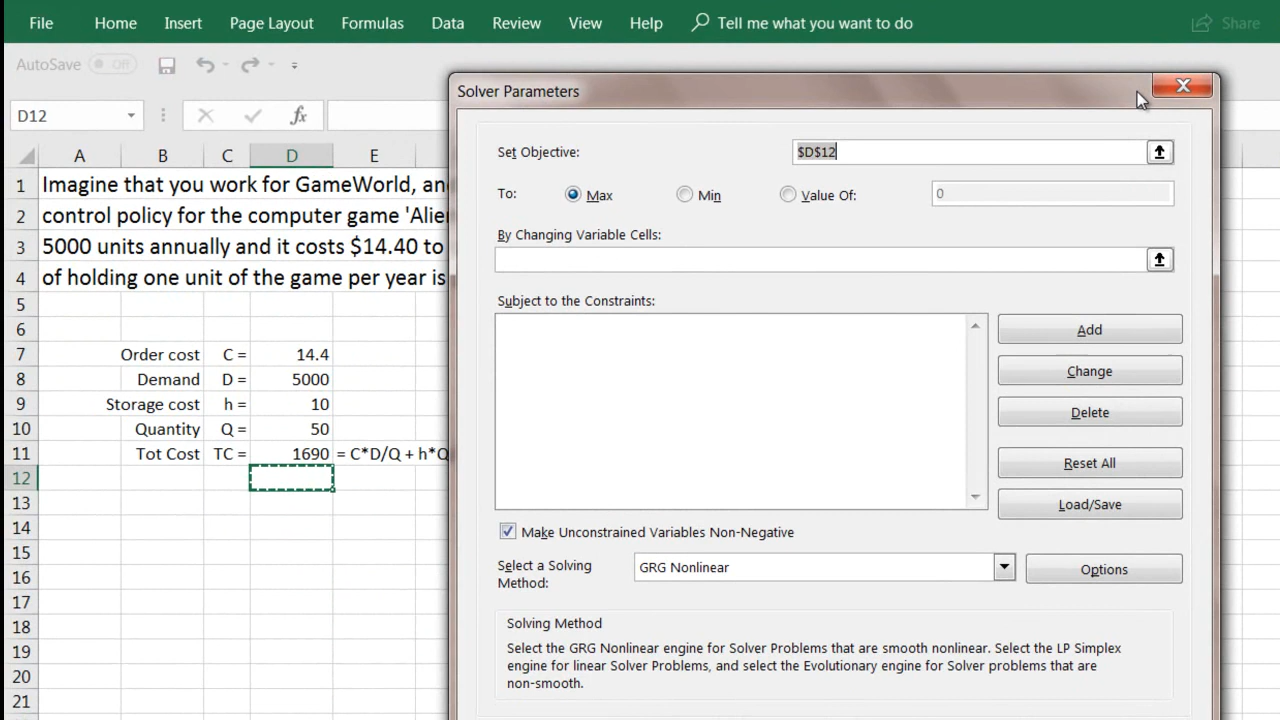 File Insert Home Page Layout Formulas Data Review View Help Tell me what you want to do Share
AutoSave Off
D12 fx
Solver Parameters
A B C D E
1 Imagine that you work for GameWorld, an
2 control policy for the computer game 'Alie
3 5000 units annually and it costs $14.40 to
4 of holding one unit of the game per year is
5
6
7 Order cost C = 14.4
8 Demand D = 5000
9 Storage cost h = 10
10 Quantity Q = 50
11 Tot Cost TC = 1690 = C*D/Q + h*Q
12
13
14
15
16
17
18
19
20
21
Set Objective: $D$12
To: Max Min Value Of: 0
By Changing Variable Cells:
Subject to the Constraints:
Add
Change
Delete
Reset All
Load/Save
Make Unconstrained Variables Non-Negative
Select a Solving
Method:
GRG Nonlinear
Options
Solving Method
Select the GRG Nonlinear engine for Solver Problems that are smooth nonlinear. Select the LP Simplex
engine for linear Solver Problems, and select the Evolutionary engine for Solver problems that are
non-smooth.